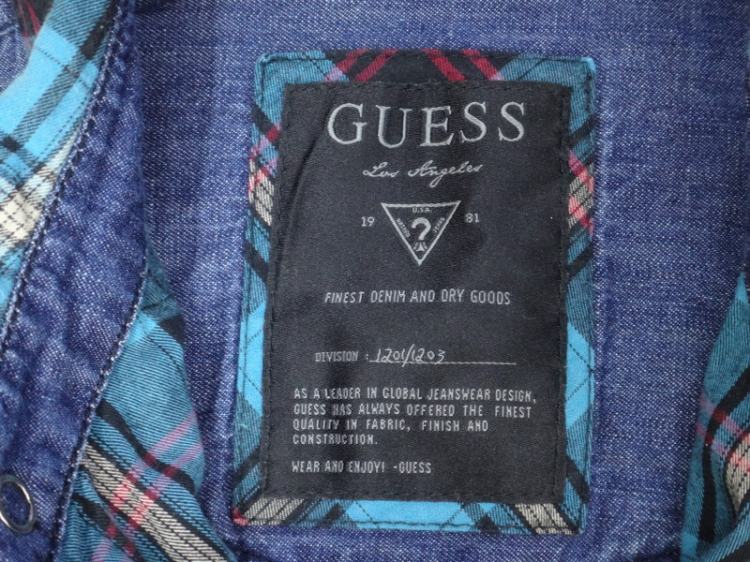 GUESS
Los Angeles
U.S.A.
19 ? 81
FINEST DENIM AND DRY GOODS
DIVISION : 1201/1203
AS A LEADER IN GLOBAL JEANSWEAR DESIGN,
GUESS HAS ALWAYS OFFERED THE FINEST
QUALITY IN FABRIC, FINISH AND
CONSTRUCTION.
WEAR AND ENJOY! -GUESS